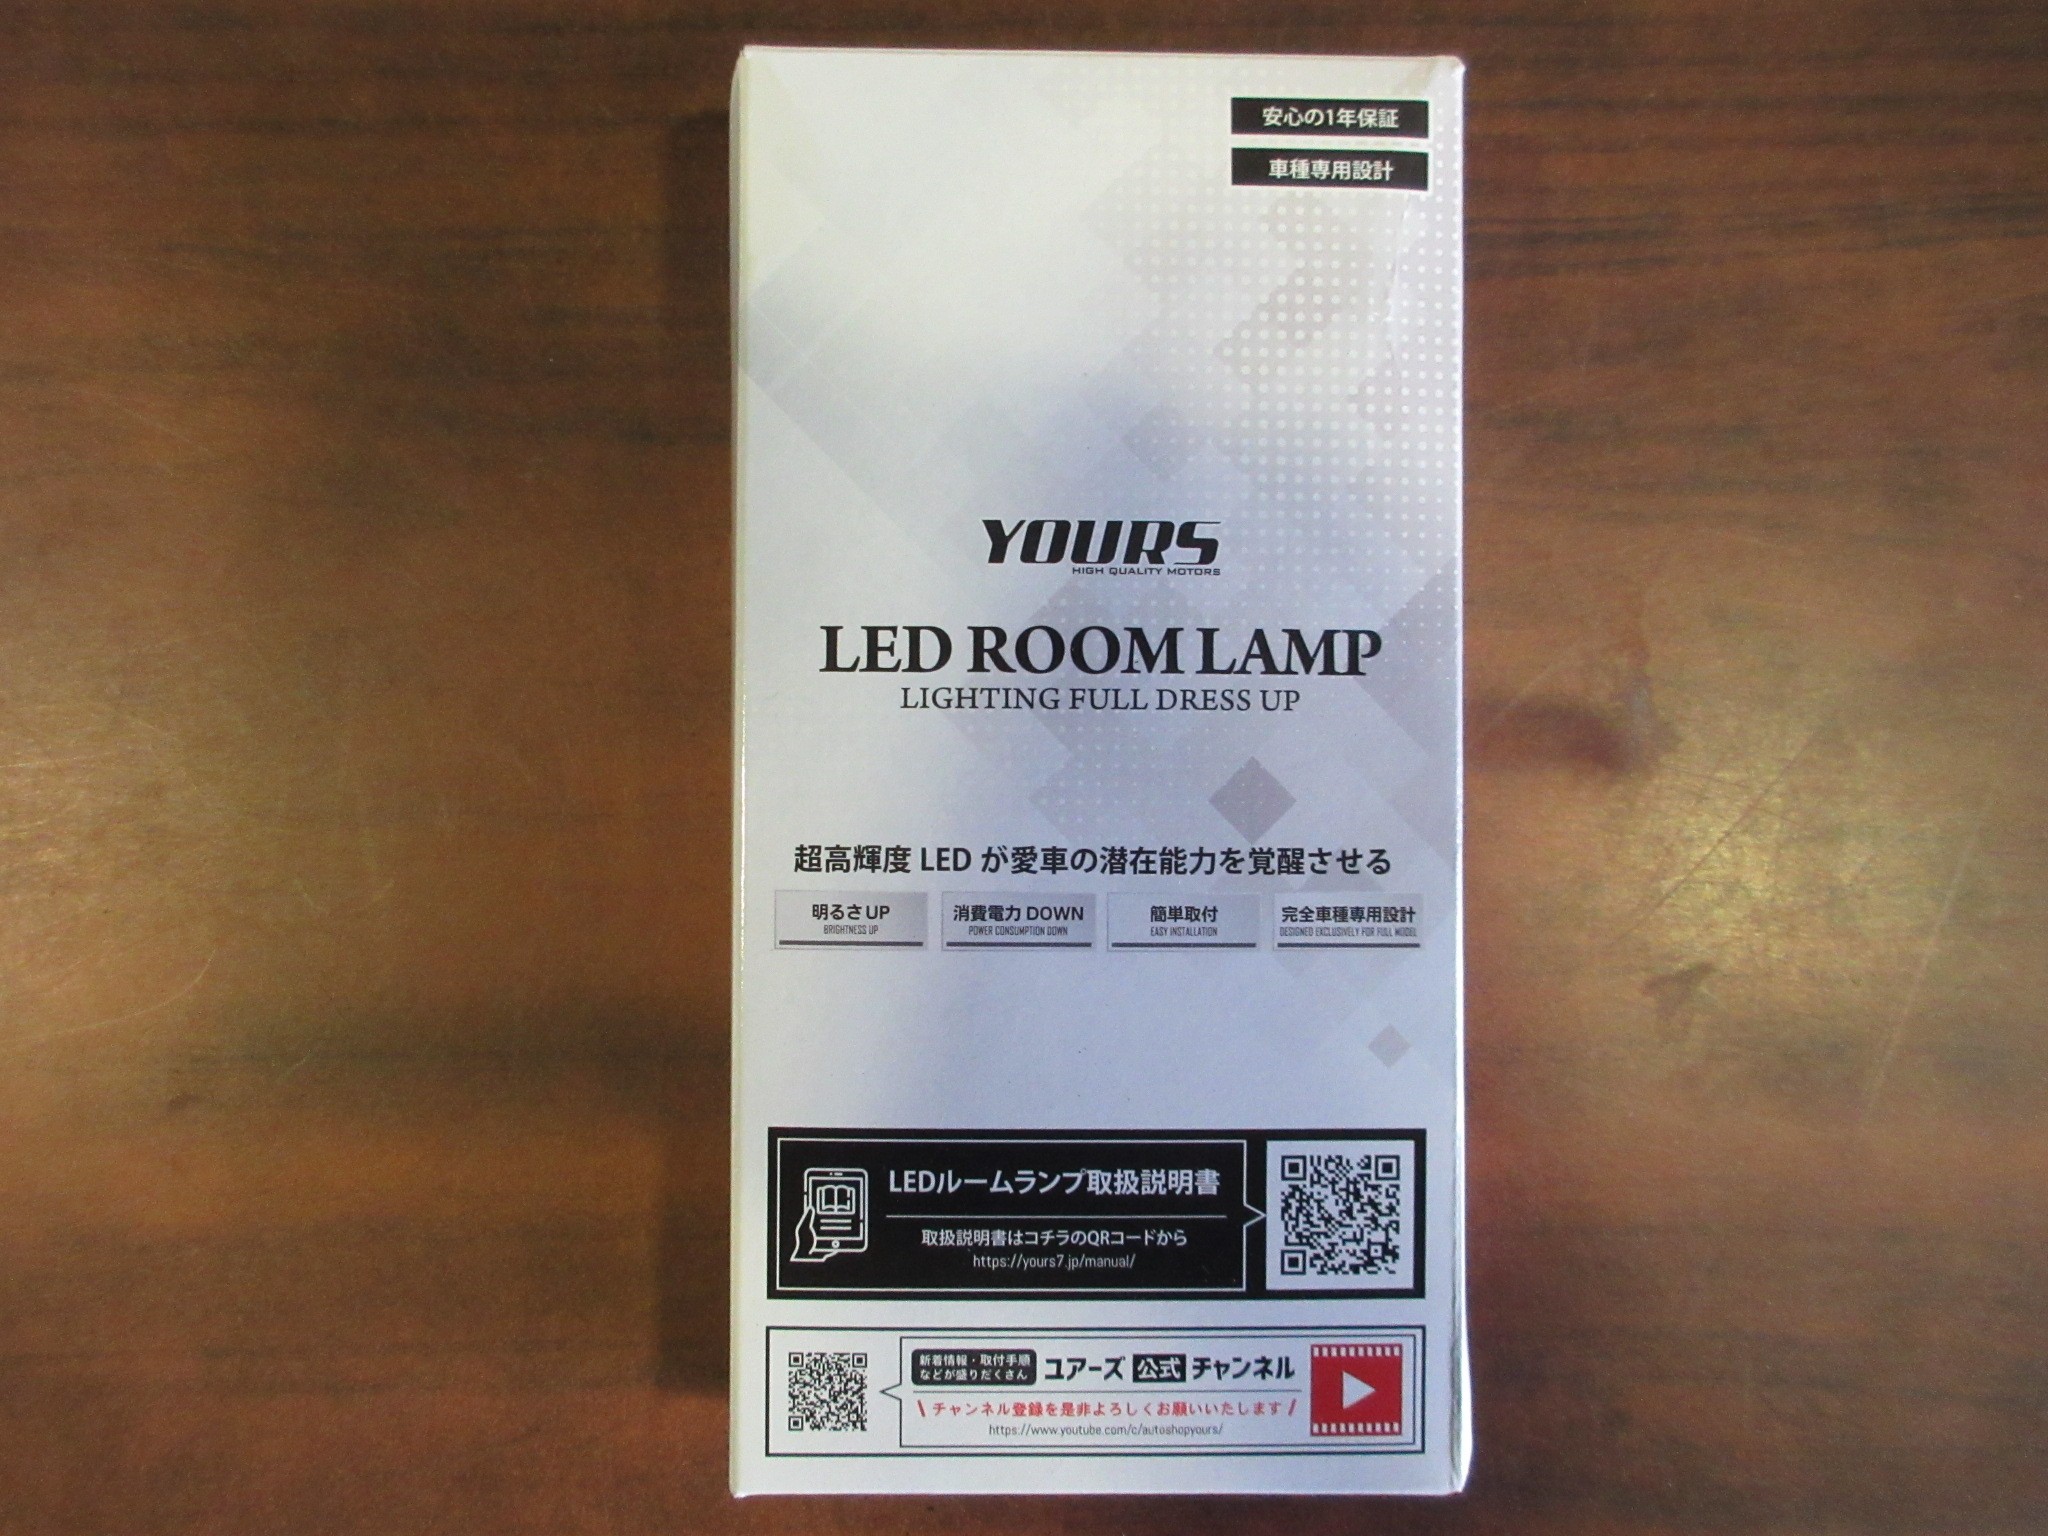 安心の1年保証
車種専用設計
YOURS
HIGH QUALITY MOTORS
LED ROOM LAMP
LIGHTING FULL DRESS UP
超高輝度 LED が愛車の潜在能力を覚醒させる
明るさ UP
BRIGHTNESS UP
消費電力 DOWN
POWER CONSUMPTION DOWN
簡単取付
EASY INSTALLATION
完全車種専用設計
DESIGNED EXCLUSIVELY FOR FULL MODEL
LEDルームランプ取扱説明書
取扱説明書はコチラのQRコードから
https://yours7.jp/manual/
新着情報・取付手順
などが盛りだくさん
ユアーズ 公式 チャンネル
\ チャンネル登録を是非よろしくお願いいたします /
https://www.youtube.com/c/autoshopyours/